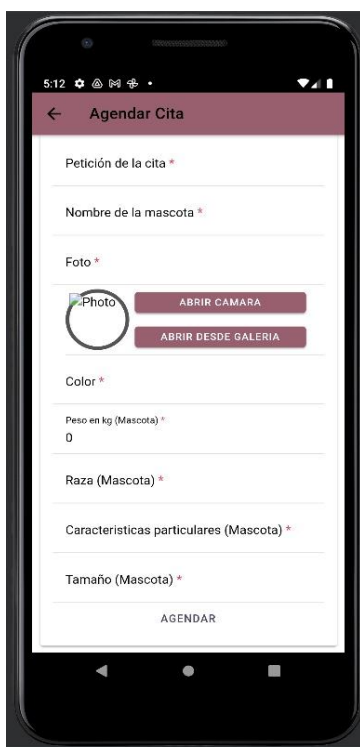 5:12
Agendar Cita
Petición de la cita *
Nombre de la mascota *
Foto *
Photo
ABRIR CAMARA
ABRIR DESDE GALERIA
Color *
Peso en kg (Mascota) *
0
Raza (Mascota) *
Caracteristicas particulares (Mascota) *
Tamaño (Mascota) *
AGENDAR